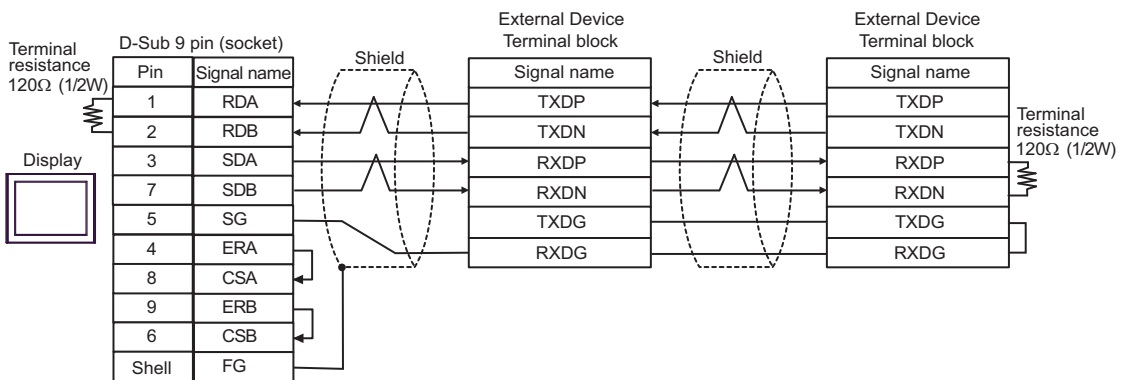 External Device
Terminal block
External Device
Terminal block
Terminal
resistance
120Ω (1/2W)
D-Sub 9 pin (socket)
Shield
Shield
Pin Signal name Signal name Signal name
1 RDA TXDP TXDP
2 RDB TXDN TXDN
Terminal
resistance
120Ω (1/2W)
Display
3 SDA RXDP RXDP
7 SDB RXDN RXDN
5 SG TXDG TXDG
4 ERA RXDG RXDG
8 CSA
9 ERB
6 CSB
Shell FG